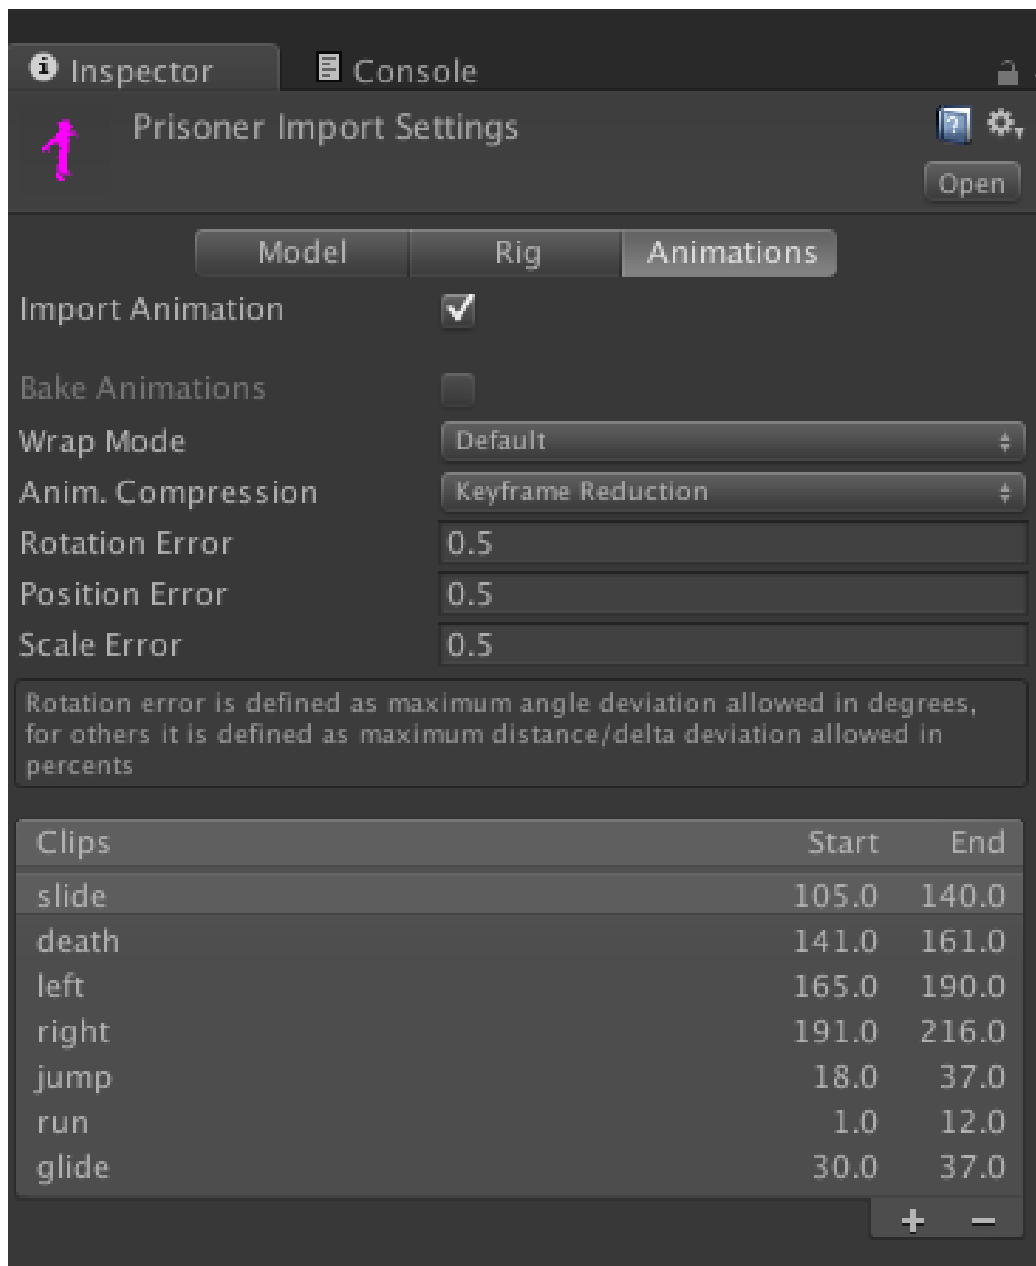 Inspector
Console
Prisoner Import Settings
Open
Model Rig Animations
Import Animation
Bake Animations
Wrap Mode Default
Anim. Compression Keyframe Reduction
Rotation Error 0.5
Position Error 0.5
Scale Error 0.5
Rotation error is defined as maximum angle deviation allowed in degrees,
for others it is defined as maximum distance/delta deviation allowed in
percents
Clips Start End
slide 105.0 140.0
death 141.0 161.0
left 165.0 190.0
right 191.0 216.0
jump 18.0 37.0
run 1.0 12.0
glide 30.0 37.0
+ −